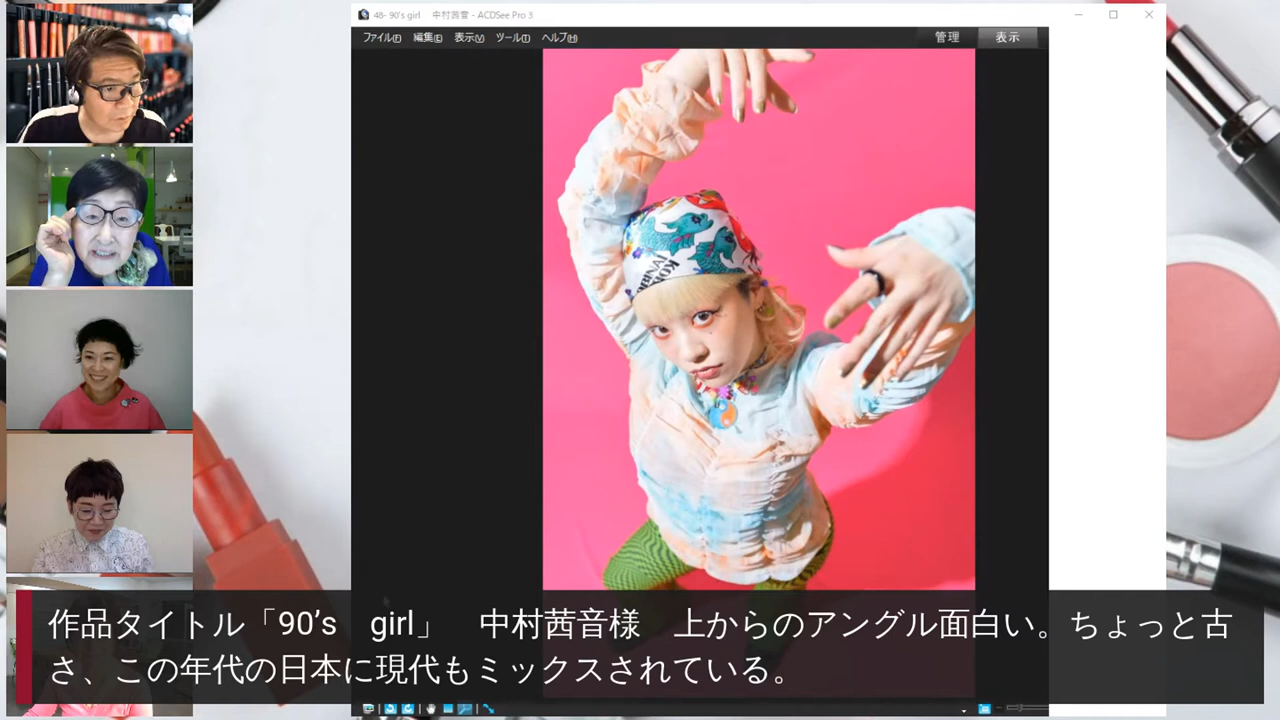 48- 90's girl 中村茜音 - ACDSee Pro 3
ファイル(F) 編集(E) 表示(V) ツール(T) ヘルプ(H) 管理 表示
作品タイトル「90’s girl」 中村茜音様 上からのアングル面白い。ちょっと古
さ、この年代の日本に現代もミックスされている。